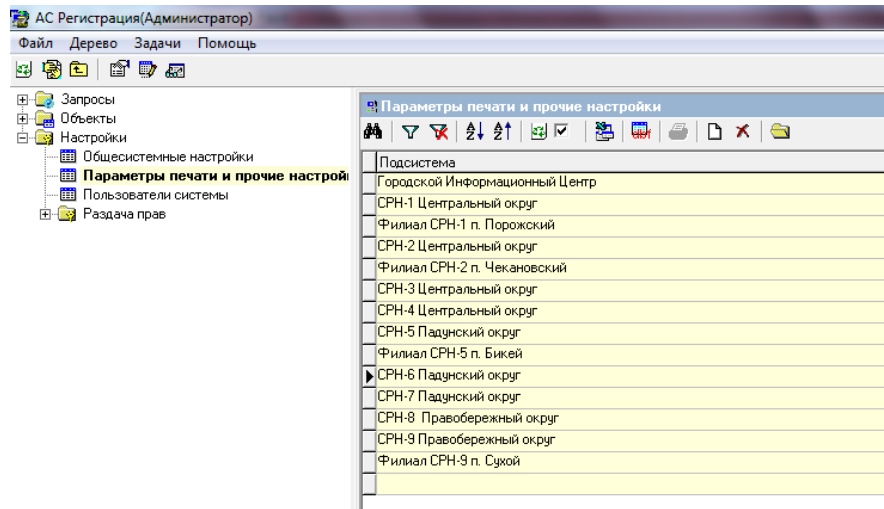 АС Регистрация(Администратор)
Файл Дерево Задачи Помощь
Запросы
Объекты
Настройки
Общесистемные настройки
Параметры печати и прочие настрой
Пользователи системы
Раздача прав
Параметры печати и прочие настройки
Подсистема
Городской Информационный Центр
СРН-1 Центральный округ
Филиал СРН-1 п. Порожский
СРН-2 Центральный округ
Филиал СРН-2 п. Чекановский
СРН-3 Центральный округ
СРН-4 Центральный округ
СРН-5 Падунский округ
Филиал СРН-5 п. Бикей
СРН-6 Падунский округ
СРН-7 Падунский округ
СРН-8 Правобережный округ
СРН-9 Правобережный округ
Филиал СРН-9 п. Сухой